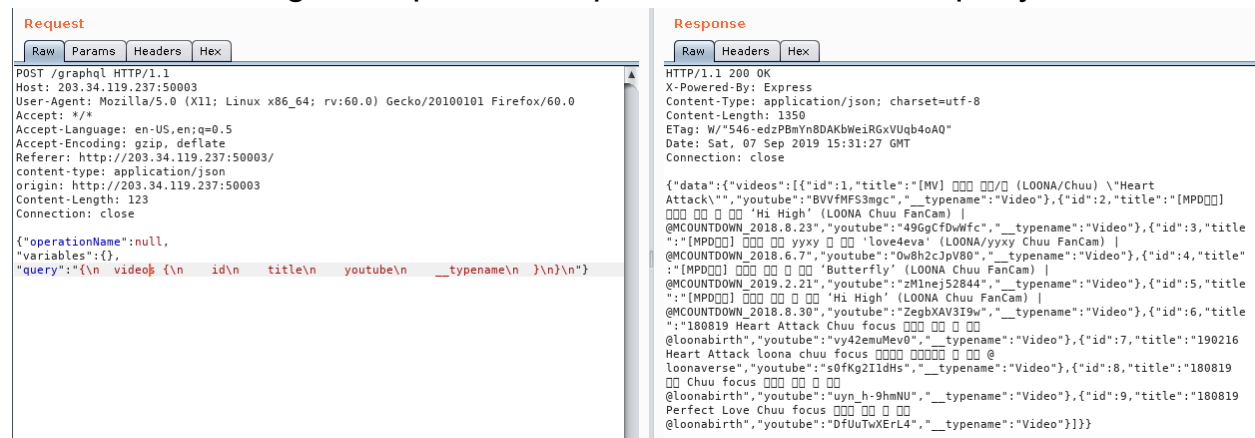 Request
Raw Params Headers Hex
POST /graphql HTTP/1.1
Host: 203.34.119.237:50003
User-Agent: Mozilla/5.0 (X11; Linux x86_64; rv:60.0) Gecko/20100101 Firefox/60.0
Accept: */*
Accept-Language: en-US,en;q=0.5
Accept-Encoding: gzip, deflate
Referer: http://203.34.119.237:50003/
content-type: application/json
origin: http://203.34.119.237:50003
Content-Length: 123
Connection: close
{"operationName":null,
"variables":{},
"query":"{\n  videos {\n    id\n    title\n    youtube\n    __typename\n  }\n}\n"}
Response
Raw Headers Hex
HTTP/1.1 200 OK
X-Powered-By: Express
Content-Type: application/json; charset=utf-8
Content-Length: 1350
ETag: W/"546-edzPBmYn8DAKbWeiRGxVUqb4oAQ"
Date: Sat, 07 Sep 2019 15:31:27 GMT
Connection: close
{"data":{"videos":[{"id":1,"title":"[MV] □□□ □□/□ (LOONA/Chuu) \"Heart
Attack\"","youtube":"BVVfMFS3mgc","__typename":"Video"},{"id":2,"title":"[MPD□□]
□□□ □□ □ □□ ‘Hi High’ (LOONA Chuu FanCam) |
@MCOUNTDOWN_2018.8.23","youtube":"49GgCfDwWfc","__typename":"Video"},{"id":3,"title
":"[MPD□□] □□□ □□ yyxy □ □□ 'love4eva' (LOONA/yyxy Chuu FanCam) |
@MCOUNTDOWN_2018.6.7","youtube":"Ow8h2cJpV80","__typename":"Video"},{"id":4,"title"
:"[MPD□□] □□□ □□ □ □□ ‘Butterfly’ (LOONA Chuu FanCam) |
@MCOUNTDOWN_2019.2.21","youtube":"zM1nej52844","__typename":"Video"},{"id":5,"title
":"[MPD□□] □□□ □□ □ □□ ‘Hi High’ (LOONA Chuu FanCam) |
@MCOUNTDOWN_2018.8.30","youtube":"ZegbXAV3I9w","__typename":"Video"},{"id":6,"title
":"180819 Heart Attack Chuu focus □□□ □□ □ □□
@loonabirth","youtube":"vy42emuMev0","__typename":"Video"},{"id":7,"title":"190216
Heart Attack loona chuu focus □□□□ □□□□□ □ □□ @
loonaverse","youtube":"s0fKg2I1dHs","__typename":"Video"},{"id":8,"title":"180819
□□ Chuu focus □□□ □□ □ □□
@loonabirth","youtube":"uyn_h-9hmNU","__typename":"Video"},{"id":9,"title":"180819
Perfect Love Chuu focus □□□ □□ □ □□
@loonabirth","youtube":"DfUuTwXErL4","__typename":"Video"}]}}